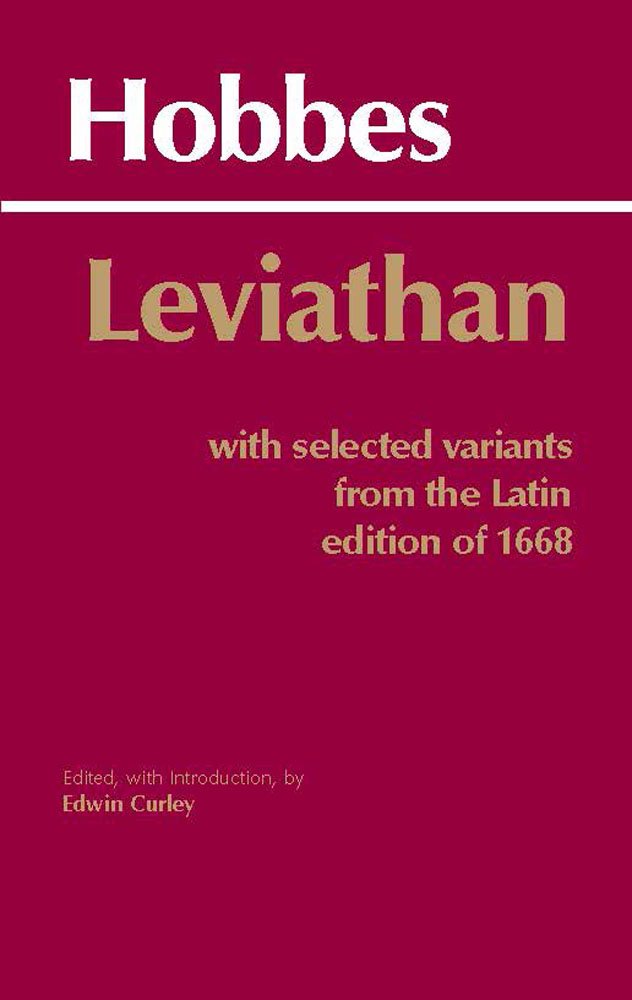 Hobbes
Leviathan
with selected variants
from the Latin
edition of 1668
Edited, with Introduction, by
Edwin Curley